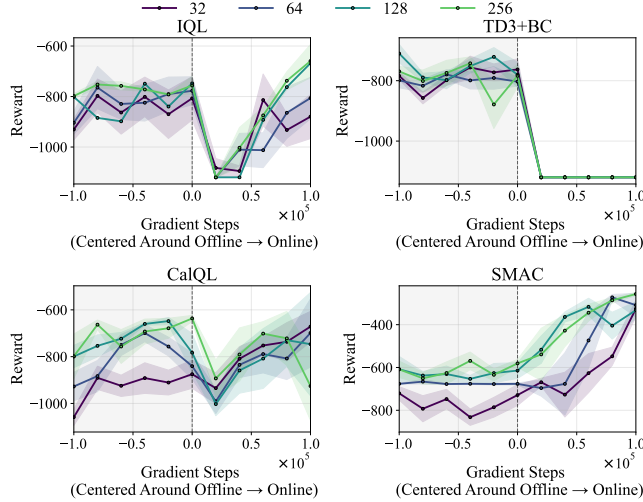 32 64 128 256
IQL TD3+BC
Reward
−600
−800
−1000
−1.0 −0.5 0.0 0.5 1.0
×10⁵
Gradient Steps
(Centered Around Offline → Online)
Reward
−800
−1000
−1.0 −0.5 0.0 0.5 1.0
×10⁵
Gradient Steps
(Centered Around Offline → Online)
CalQL SMAC
Reward
−600
−800
−1000
−1.0 −0.5 0.0 0.5 1.0
×10⁵
Gradient Steps
(Centered Around Offline → Online)
Reward
−400
−600
−800
−1.0 −0.5 0.0 0.5 1.0
×10⁵
Gradient Steps
(Centered Around Offline → Online)